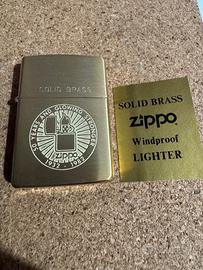 SOLID BRASS
50 YEARS AND GLOWING STRONGER
ZIPPO
1932 - 1982
SOLID BRASS
zippo
Windproof
LIGHTER